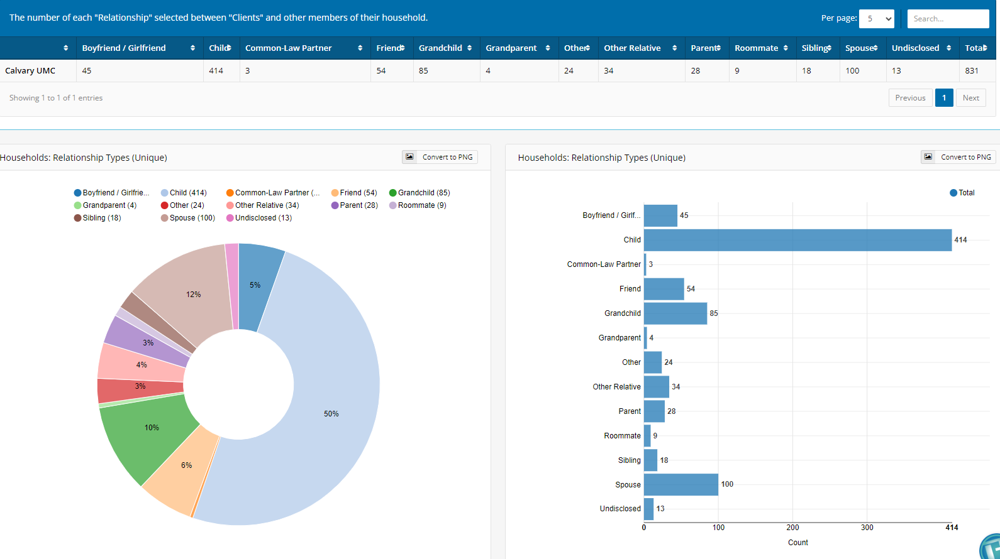 The number of each "Relationship" selected between "Clients" and other members of their household.
Per page: 5 Search...
Boyfriend / Girlfriend Child Common-Law Partner Friend Grandchild Grandparent Other Other Relative Parent Roommate Sibling Spouse Undisclosed Total
Calvary UMC 45 414 3 54 85 4 24 34 28 9 18 100 13 831
Showing 1 to 1 of 1 entries
Previous 1 Next
Households: Relationship Types (Unique)
Convert to PNG
Boyfriend / Girlfrie... Child (414) Common-Law Partner (... Friend (54) Grandchild (85)
Grandparent (4) Other (24) Other Relative (34) Parent (28) Roommate (9)
Sibling (18) Spouse (100) Undisclosed (13)
5%
12%
3%
4%
3%
50%
10%
6%
Households: Relationship Types (Unique)
Convert to PNG
Total
Boyfriend / Girlf... 45
Child 414
Common-Law Partner 3
Friend 54
Grandchild 85
Grandparent 4
Other 24
Other Relative 34
Parent 28
Roommate 9
Sibling 18
Spouse 100
Undisclosed 13
0 100 200 300 414
Count